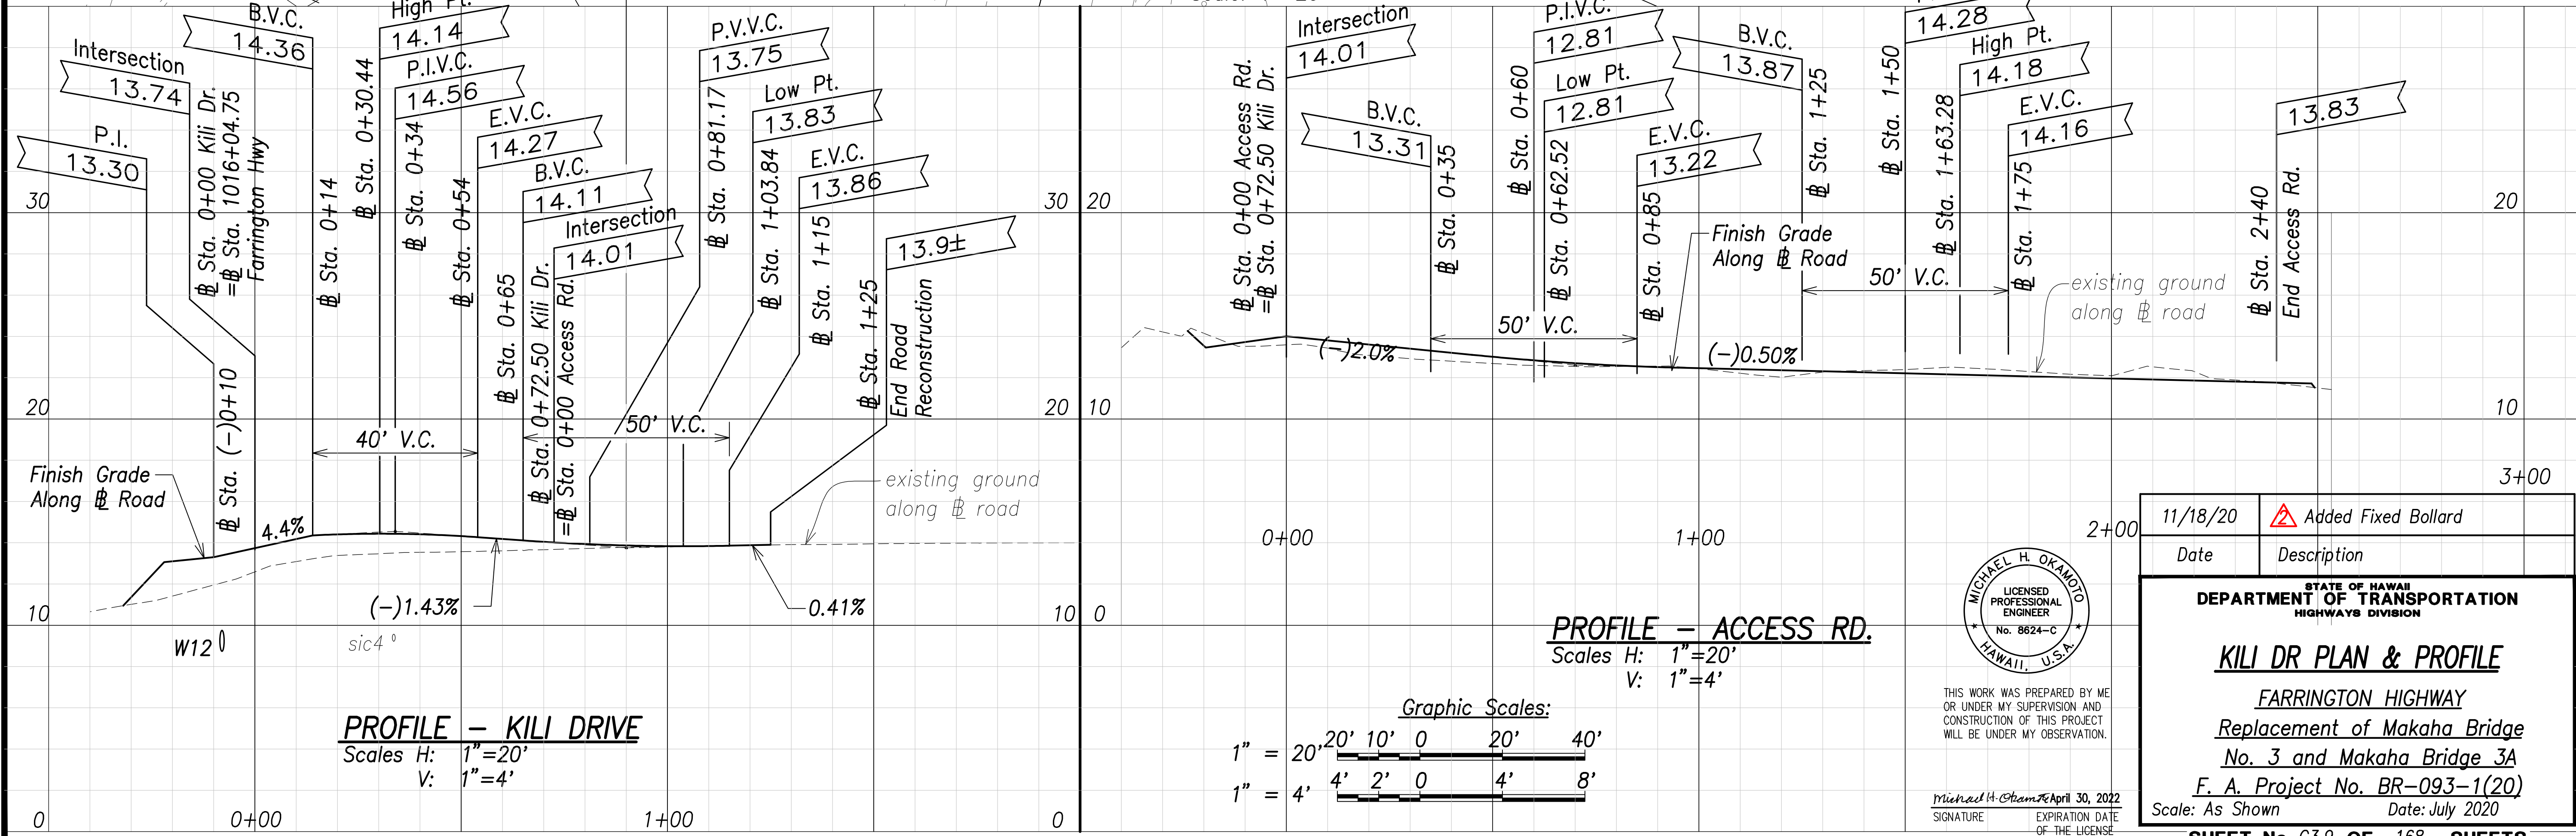 P.I.
13.30
℄ Sta. (-)0+10
Intersection
13.74
℄ Sta. 0+00 Kili Dr.
=℄ Sta. 1016+04.75
Farrington Hwy
B.V.C.
14.36
℄ Sta. 0+14
High Pt.
14.14
℄ Sta. 0+30.44
P.I.V.C.
14.56
℄ Sta. 0+34
E.V.C.
14.27
℄ Sta. 0+54
B.V.C.
14.11
℄ Sta. 0+65
Intersection
14.01
℄ Sta. 0+72.50 Kili Dr.
=℄ Sta. 0+00 Access Rd.
P.V.V.C.
13.75
℄ Sta. 0+81.17
Low Pt.
13.83
℄ Sta. 1+03.84
E.V.C.
13.86
℄ Sta. 1+15
13.9±
℄ Sta. 1+25
End Road
Reconstruction
30
30
20
20
10
10
0
0
0+00
1+00
40' V.C.
50' V.C.
Finish Grade
Along ℄ Road
4.4%
(-)1.43%
0.41%
existing ground
along ℄ road
W12
sic4
PROFILE - KILI DRIVE
Scales H: 1"=20'
V: 1"=4'
Intersection
14.01
℄ Sta. 0+00 Access Rd.
=℄ Sta. 0+72.50 Kili Dr.
B.V.C.
13.31
℄ Sta. 0+35
P.I.V.C.
12.81
℄ Sta. 0+60
Low Pt.
12.81
℄ Sta. 0+62.52
E.V.C.
13.22
℄ Sta. 0+85
B.V.C.
13.87
℄ Sta. 1+25
14.28
℄ Sta. 1+50
High Pt.
14.18
℄ Sta. 1+63.28
E.V.C.
14.16
℄ Sta. 1+75
13.83
℄ Sta. 2+40
End Access Rd.
20
20
10
10
0
0+00
1+00
2+00
3+00
50' V.C.
50' V.C.
Finish Grade
Along ℄ Road
(-)2.0%
(-)0.50%
existing ground
along ℄ road
PROFILE - ACCESS RD.
Scales H: 1"=20'
V: 1"=4'
Graphic Scales:
1" = 20' 20' 10' 0 20' 40'
1" = 4' 4' 2' 0 4' 8'
MICHAEL H. OKAMOTO
LICENSED
PROFESSIONAL
ENGINEER
No. 8624-C
HAWAII, U.S.A.
THIS WORK WAS PREPARED BY ME
OR UNDER MY SUPERVISION AND
CONSTRUCTION OF THIS PROJECT
WILL BE UNDER MY OBSERVATION.
Michael H. Okamoto April 30, 2022
SIGNATURE EXPIRATION DATE
OF THE LICENSE
11/18/20 2 Added Fixed Bollard
Date Description
STATE OF HAWAII
DEPARTMENT OF TRANSPORTATION
HIGHWAYS DIVISION
KILI DR PLAN & PROFILE
FARRINGTON HIGHWAY
Replacement of Makaha Bridge
No. 3 and Makaha Bridge 3A
F. A. Project No. BR-093-1(20)
Scale: As Shown Date: July 2020
SHEET No. C3.9 OF 168 SHEETS